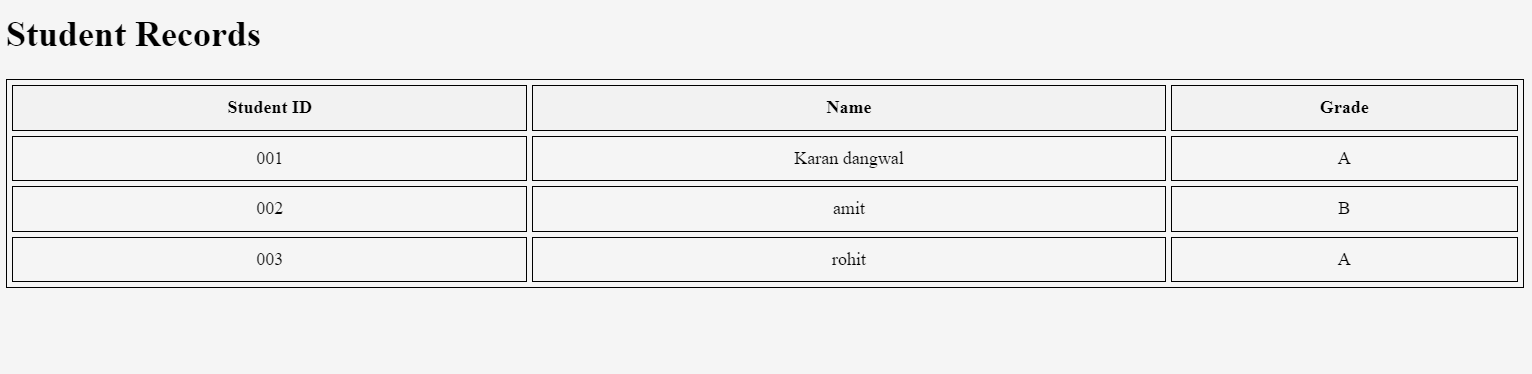 Student Records
Student ID Name Grade
001 Karan dangwal A
002 amit B
003 rohit A